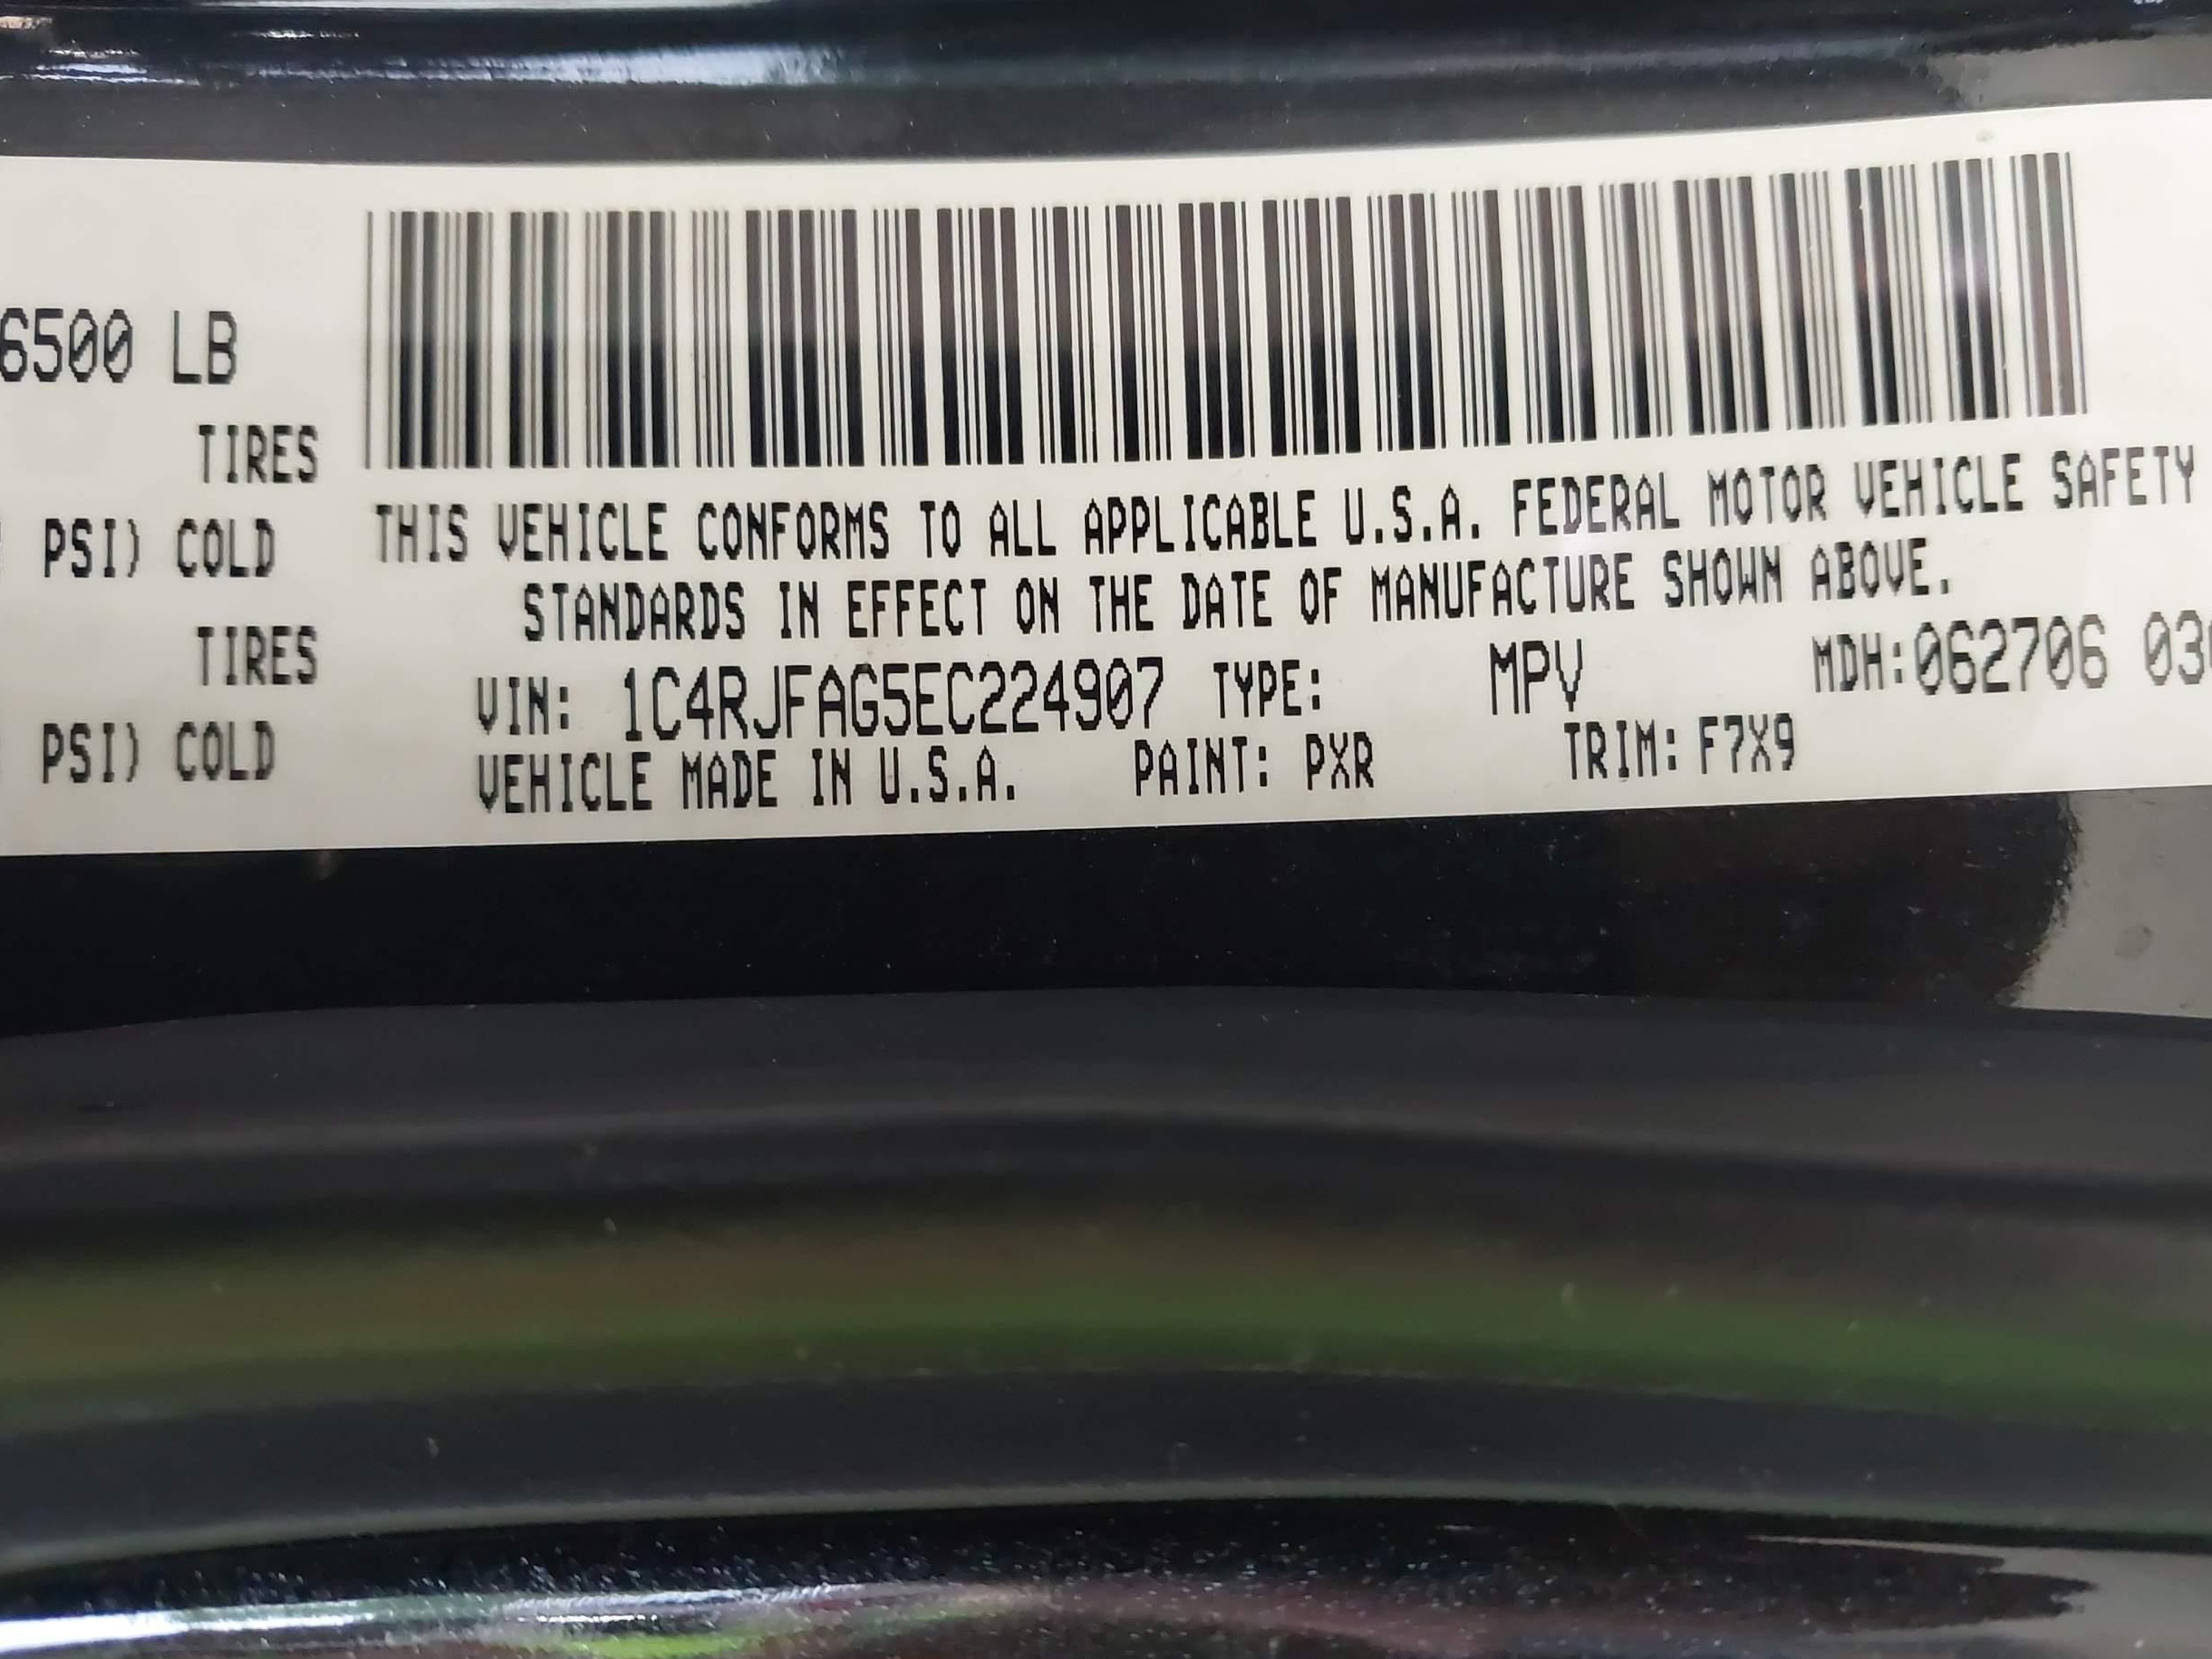 6500 LB
TIRES
PSI) COLD
TIRES
PSI) COLD
THIS VEHICLE CONFORMS TO ALL APPLICABLE U.S.A. FEDERAL MOTOR VEHICLE SAFETY
STANDARDS IN EFFECT ON THE DATE OF MANUFACTURE SHOWN ABOVE.
VIN: 1C4RJFAG5EC224907 TYPE: MPV MDH:062706 03
VEHICLE MADE IN U.S.A. PAINT: PXR TRIM: F7X9